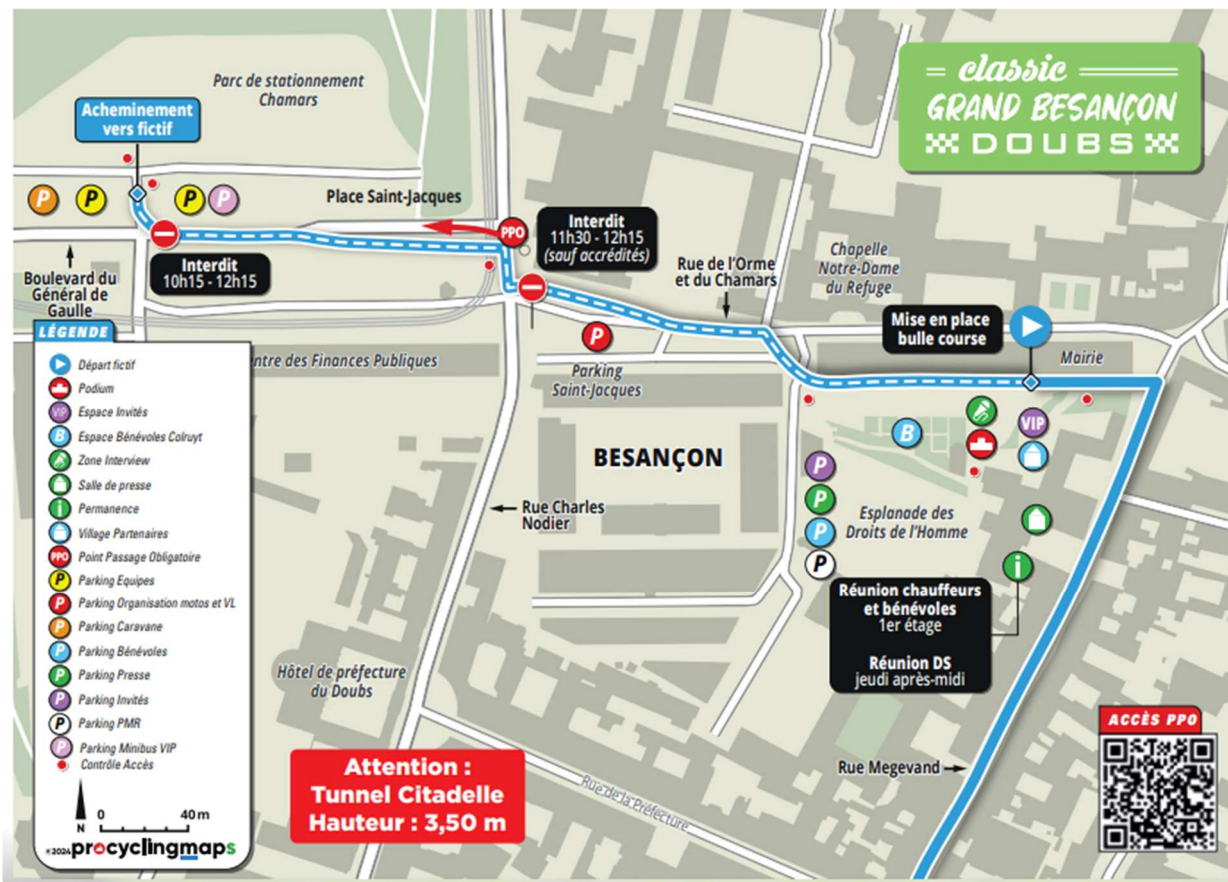 classic
GRAND BESANÇON
DOUBS
Parc de stationnement
Chamars
Acheminement
vers fictif
P
P
P
P
Place Saint-Jacques
PPO
Interdit
11h30 - 12h15
(sauf accrédités)
Interdit
10h15 - 12h15
Boulevard du
Général de
Gaulle
Rue de l'Orme
et du Chamars
Chapelle
Notre-Dame
du Refuge
Mise en place
bulle course
Mairie
P
Parking
Saint-Jacques
entre des Finances Publiques
BESANÇON
B
VIP
P
P
P
P
Esplanade des
Droits de l'Homme
i
Rue Charles
Nodier
Réunion chauffeurs
et bénévoles
1er étage
Réunion DS
jeudi après-midi
Hôtel de préfecture
du Doubs
Rue de la Préfecture
Rue Megevand
Attention :
Tunnel Citadelle
Hauteur : 3,50 m
ACCÈS PPO
LÉGENDE
Départ fictif
Podium
VIP Espace Invités
B Espace Bénévoles Colruyt
Zone Interview
Salle de presse
i Permanence
Village Partenaires
PPO Point Passage Obligatoire
P Parking Equipes
P Parking Organisation motos et VL
P Parking Caravane
P Parking Bénévoles
P Parking Presse
P Parking Invités
P Parking PMR
P Parking Minibus VIP
Contrôle Accès
N
0 40 m
©2024 procyclingmaps